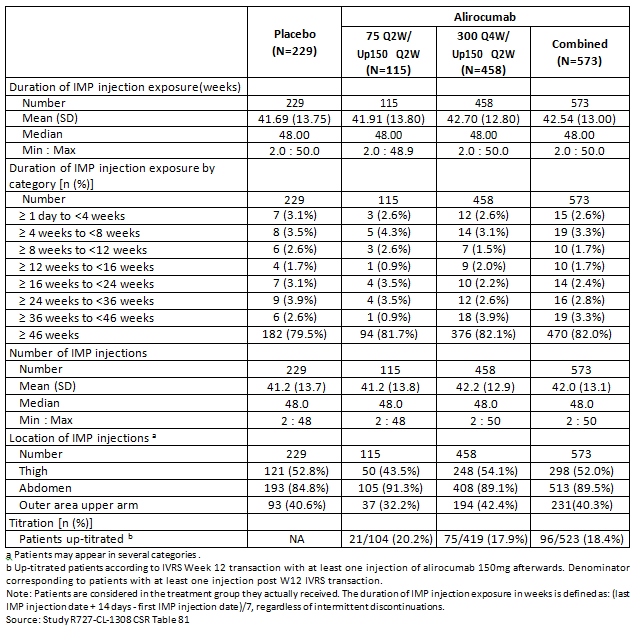 Placebo (N=229) Alirocumab
75 Q2W/ Up150 Q2W (N=115) 300 Q4W/ Up150 Q2W (N=458) Combined (N=573)
Duration of IMP injection exposure(weeks)
Number 229 115 458 573
Mean (SD) 41.69 (13.75) 41.91 (13.80) 42.70 (12.80) 42.54 (13.00)
Median 48.00 48.00 48.00 48.00
Min : Max 2.0 : 50.0 2.0 : 48.9 2.0 : 50.0 2.0 : 50.0
Duration of IMP injection exposure by
category [n (%)]
Number 229 115 458 573
≥ 1 day to <4 weeks 7 (3.1%) 3 (2.6%) 12 (2.6%) 15 (2.6%)
≥ 4 weeks to <8 weeks 8 (3.5%) 5 (4.3%) 14 (3.1%) 19 (3.3%)
≥ 8 weeks to <12 weeks 6 (2.6%) 3 (2.6%) 7 (1.5%) 10 (1.7%)
≥ 12 weeks to <16 weeks 4 (1.7%) 1 (0.9%) 9 (2.0%) 10 (1.7%)
≥ 16 weeks to <24 weeks 7 (3.1%) 4 (3.5%) 10 (2.2%) 14 (2.4%)
≥ 24 weeks to <36 weeks 9 (3.9%) 4 (3.5%) 12 (2.6%) 16 (2.8%)
≥ 36 weeks to <46 weeks 6 (2.6%) 1 (0.9%) 18 (3.9%) 19 (3.3%)
≥ 46 weeks 182 (79.5%) 94 (81.7%) 376 (82.1%) 470 (82.0%)
Number of IMP injections
Number 229 115 458 573
Mean (SD) 41.2 (13.7) 41.2 (13.8) 42.2 (12.9) 42.0 (13.1)
Median 48.0 48.0 48.0 48.0
Min : Max 2 : 48 2 : 48 2 : 50 2 : 50
Location of IMP injections a
Number 229 115 458 573
Thigh 121 (52.8%) 50 (43.5%) 248 (54.1%) 298 (52.0%)
Abdomen 193 (84.8%) 105 (91.3%) 408 (89.1%) 513 (89.5%)
Outer area upper arm 93 (40.6%) 37 (32.2%) 194 (42.4%) 231(40.3%)
Titration [n (%)]
Patients up-titrated b NA 21/104 (20.2%) 75/419 (17.9%) 96/523 (18.4%)
a Patients may appear in several categories .
b Up-titrated patients according to IVRS Week 12 transaction with at least one injection of alirocumab 150mg afterwards. Denominator
corresponding to patients with at least one injection post W12 IVRS transaction.
Note: Patients are considered in the treatment group they actually received. The duration of IMP injection exposure in weeks is defined as: (last
IMP injection date + 14 days - first IMP injection date)/7, regardless of intermittent discontinuations.
Source: Study R727-CL-1308 CSR Table 81